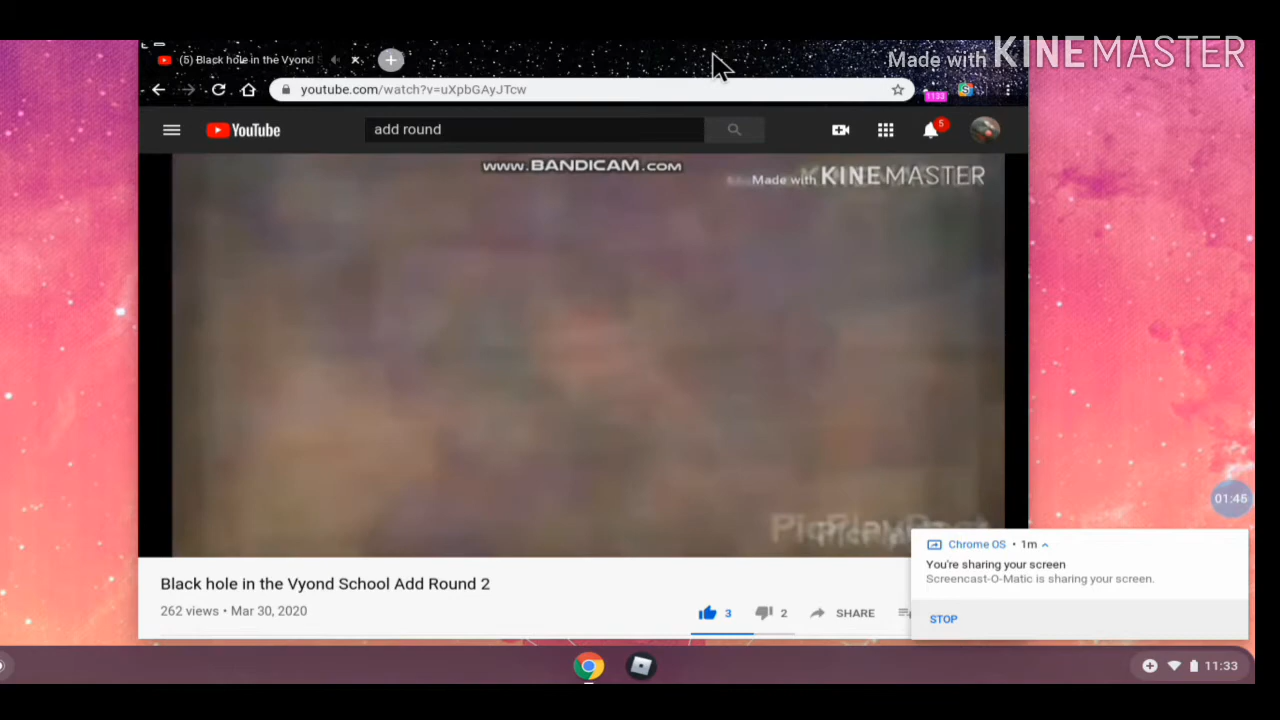 Made with KINEMASTER
(5) Black hole in the Vyond
youtube.com/watch?v=uXpbGAyJTcw
1133
S
YouTube
add round
5
www.BANDICAM.com
Made with KINEMASTER
01:46
Chrome OS • 1m
You're sharing your screen
Screencast-O-Matic is sharing your screen.
STOP
Black hole in the Vyond School Add Round 2
262 views • Mar 30, 2020
3
2
SHARE
11:33